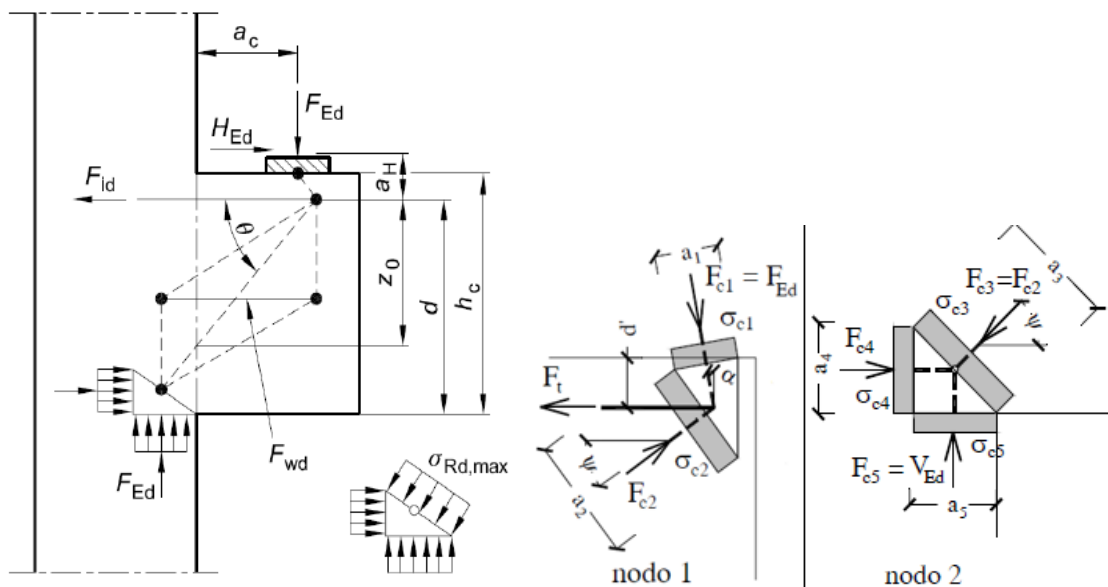 a_c
F_Ed
H_Ed
a_H
F_id
θ
z_0
d
h_c
F_wd
F_Ed
σ_Rd,max
a_1
F_c1 = F_Ed
σ_c1
d'
α
F_t
ψ
σ_c2
F_c2
a_2
nodo 1
a_3
F_c3=F_c2
σ_c3
ψ
a_4
F_c4
σ_c4
σ_c5
F_c5 = V_Ed
a_5
nodo 2